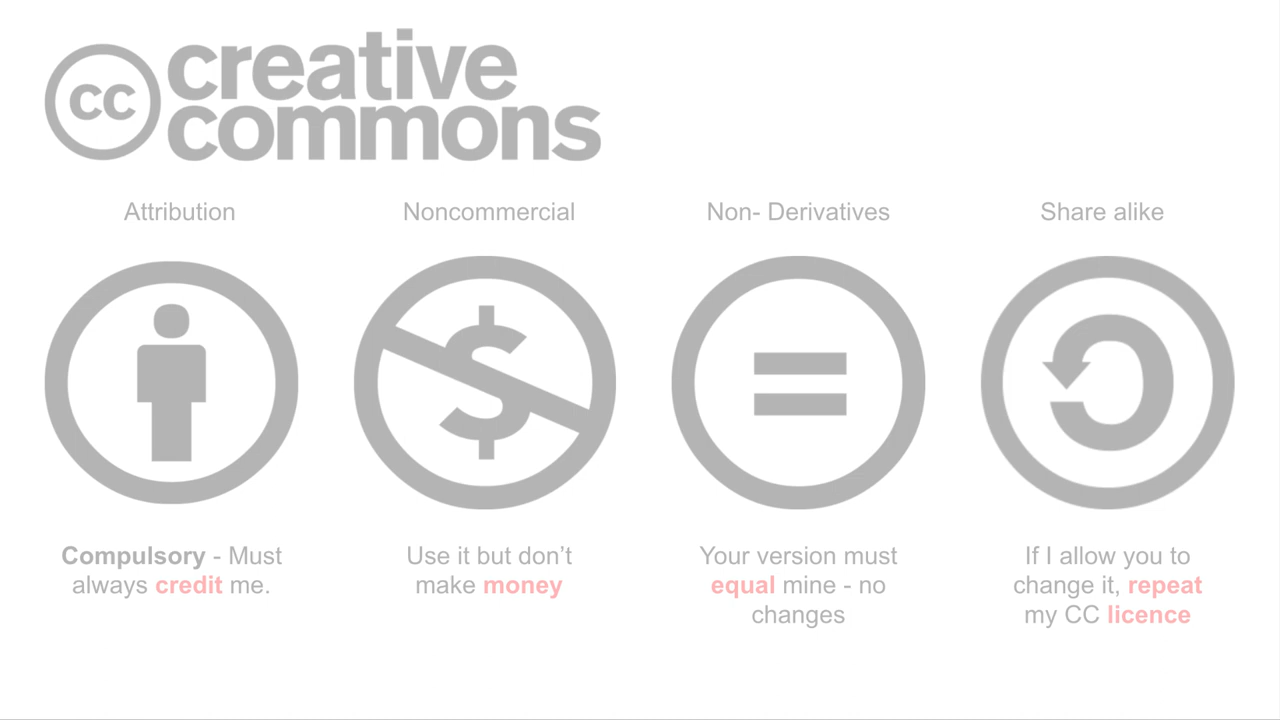 cc
creative
commons
Attribution
Noncommercial
Non- Derivatives
Share alike
$
=
Compulsory - Must
always credit me.
Use it but don’t
make money
Your version must
equal mine - no
changes
If I allow you to
change it, repeat
my CC licence